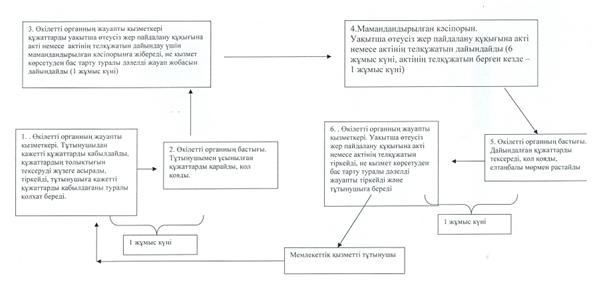 3. Өкілетті органның жауапты қызметкері
құжаттарды уақытша өтеусіз жер пайдалану құқығына
акті немесе актінің телқұжатын дайындау үшін
мамандандырылған кәсіпорынға жібереді, не қызмет
көрсетуден бас тарту туралы дәлелді жауап жобасын
дайындайды (1 жұмыс күні)
4.Мамандандырылған кәсіпорын.
Уақытша өтеусіз жер пайдалану құқығына акті
немесе актінің телқұжатын дайындайды (6
жұмыс күні, актінің телқұжатын берген кезде –
1 жұмыс күні)
1. . Өкілетті органның жауапты
қызметкері. Тұтынушыдан
қажетті құжаттарды қабылдайды,
құжаттардың толықтығын
тексеруді жүзеге асырады,
тіркейді, тұтынушыға қажетті
құжаттарды қабылдағаны туралы
қолхат береді.
2. Өкілетті органның бастығы.
Тұтынушымен ұсынылған
құжаттарды қарайды, қол
қояды.
6. . Өкілетті органның жауапты
қызметкері. Уақытша өтеусіз
жер пайдалану құқығына акті
немесе актінің телқұжатын
тіркейді, не қызмет көрсетуден
бас тарту туралы дәлелді
жауапты тіркейді және
тұтынушыға береді
5. Өкілетті органның бастығы.
Дайындалған құжаттарды
тексереді, қол қояды,
елтаңбалы мөрмен растайды
1 жұмыс күні
1 жұмыс күні
Мемлекеттік қызметті тұтынушы